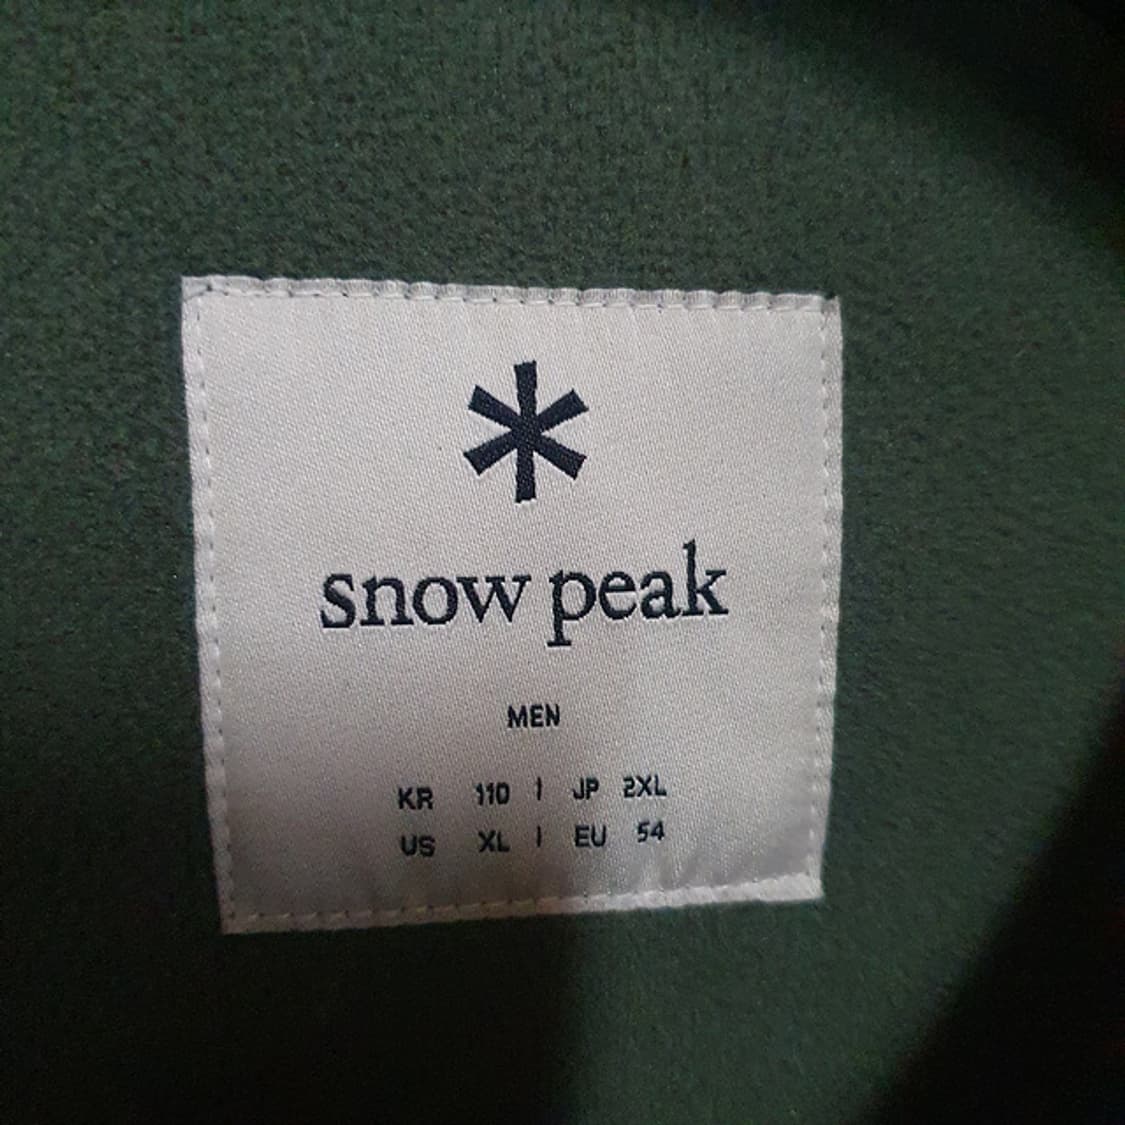 snow peak
MEN
KR 110 | JP 2XL
US XL | EU 54